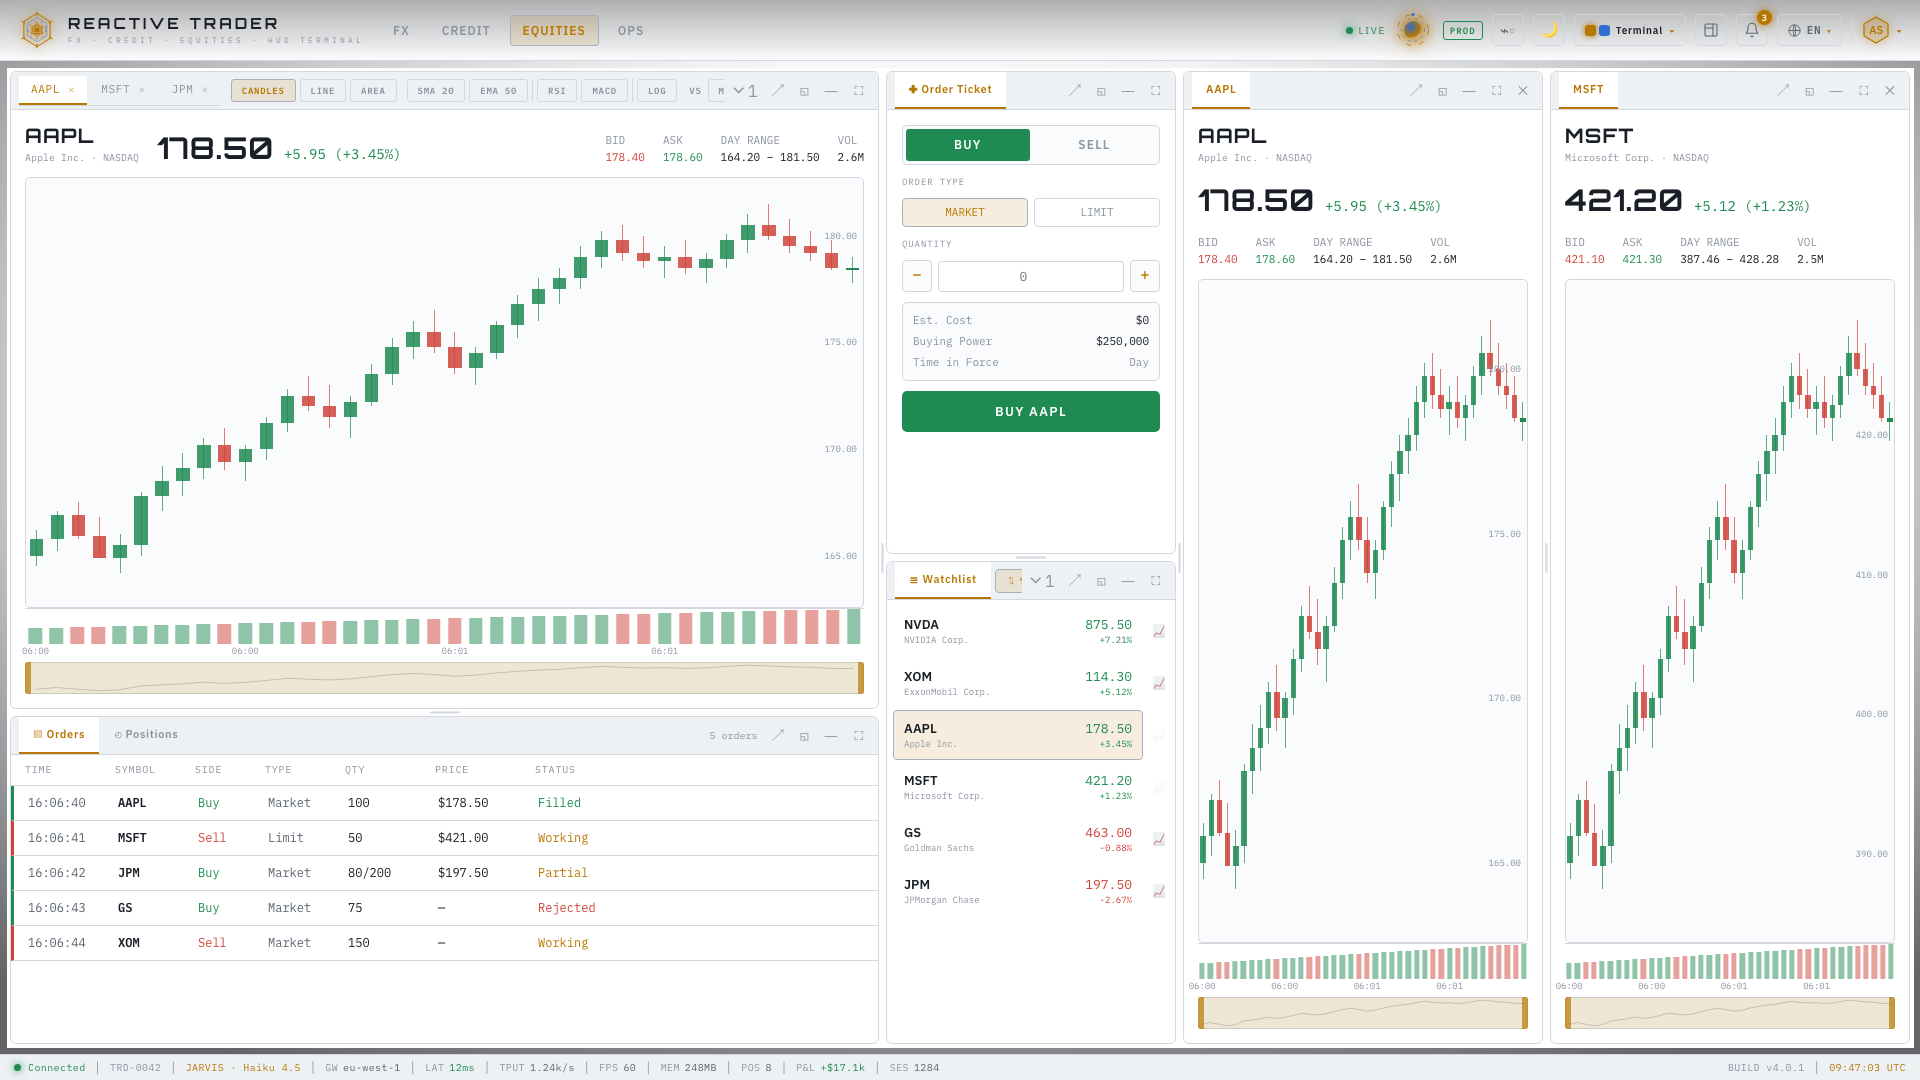 REACTIVE TRADER
FX · CREDIT · EQUITIES · HUD TERMINAL
FX CREDIT EQUITIES OPS
LIVE PROD Terminal 3 EN AS
AAPL × MSFT × JPM × CANDLES LINE AREA SMA 20 EMA 50 RSI MACD LOG VS M 1
AAPL
Apple Inc. · NASDAQ
178.50 +5.95 (+3.45%)
BID ASK DAY RANGE VOL
178.40 178.60 164.20 – 181.50 2.6M
180.00
175.00
170.00
165.00
06:00 06:00 06:01 06:01
Orders Positions 5 orders
TIME SYMBOL SIDE TYPE QTY PRICE STATUS
16:06:40 AAPL Buy Market 100 $178.50 Filled
16:06:41 MSFT Sell Limit 50 $421.00 Working
16:06:42 JPM Buy Market 80/200 $197.50 Partial
16:06:43 GS Buy Market 75 – Rejected
16:06:44 XOM Sell Market 150 – Working
Order Ticket
BUY SELL
ORDER TYPE
MARKET LIMIT
QUANTITY
− 0 +
Est. Cost $0
Buying Power $250,000
Time in Force Day
BUY AAPL
Watchlist 1
NVDA 875.50
NVIDIA Corp. +7.21%
XOM 114.30
ExxonMobil Corp. +5.12%
AAPL 178.50
Apple Inc. +3.45%
MSFT 421.20
Microsoft Corp. +1.23%
GS 463.00
Goldman Sachs -0.88%
JPM 197.50
JPMorgan Chase -2.67%
AAPL
AAPL
Apple Inc. · NASDAQ
178.50 +5.95 (+3.45%)
BID ASK DAY RANGE VOL
178.40 178.60 164.20 – 181.50 2.6M
180.00
175.00
170.00
165.00
06:00 06:00 06:01 06:01
MSFT
MSFT
Microsoft Corp. · NASDAQ
421.20 +5.12 (+1.23%)
BID ASK DAY RANGE VOL
421.10 421.30 387.46 – 428.28 2.5M
420.00
410.00
400.00
390.00
06:00 06:00 06:01 06:01
Connected TRD-0042 JARVIS · Haiku 4.5 GW eu-west-1 LAT 12ms TPUT 1.24k/s FPS 60 MEM 248MB POS 8 P&L +$17.1k SES 1284 BUILD v4.0.1 09:47:03 UTC